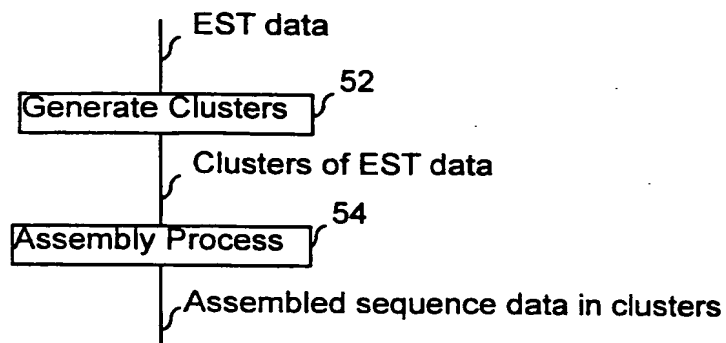 EST data
52
Generate Clusters
Clusters of EST data
54
Assembly Process
Assembled sequence data in clusters